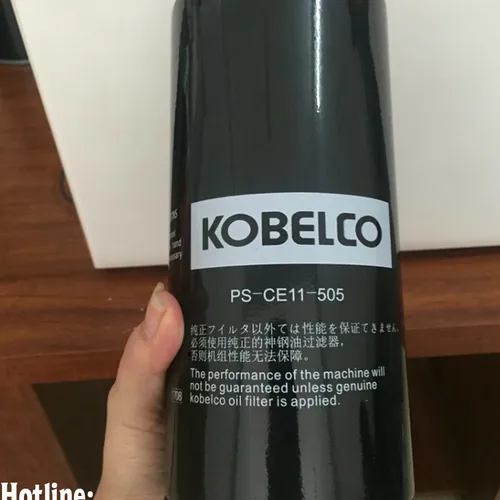 KOBELCO
PS-CE11-505
純正フイルタ以外ては性能を保証てきません.
必须使用纯正的神钢油过滤器,
否则机组性能无法保障。
The performance of the machine will
not be guaranteed unless genuine
kobelco oil filter is applied.
Hotline: